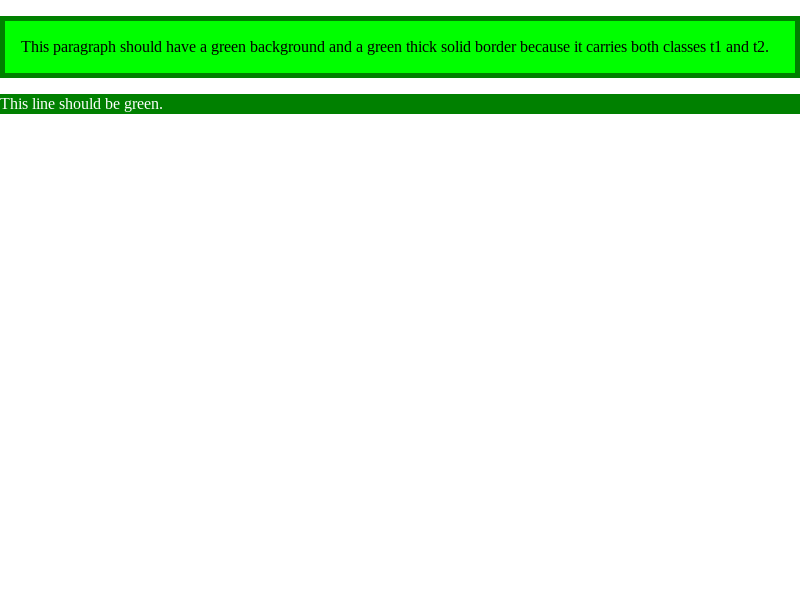 This paragraph should have a green background and a green thick solid border because it carries both classes t1 and t2.
This line should be green.